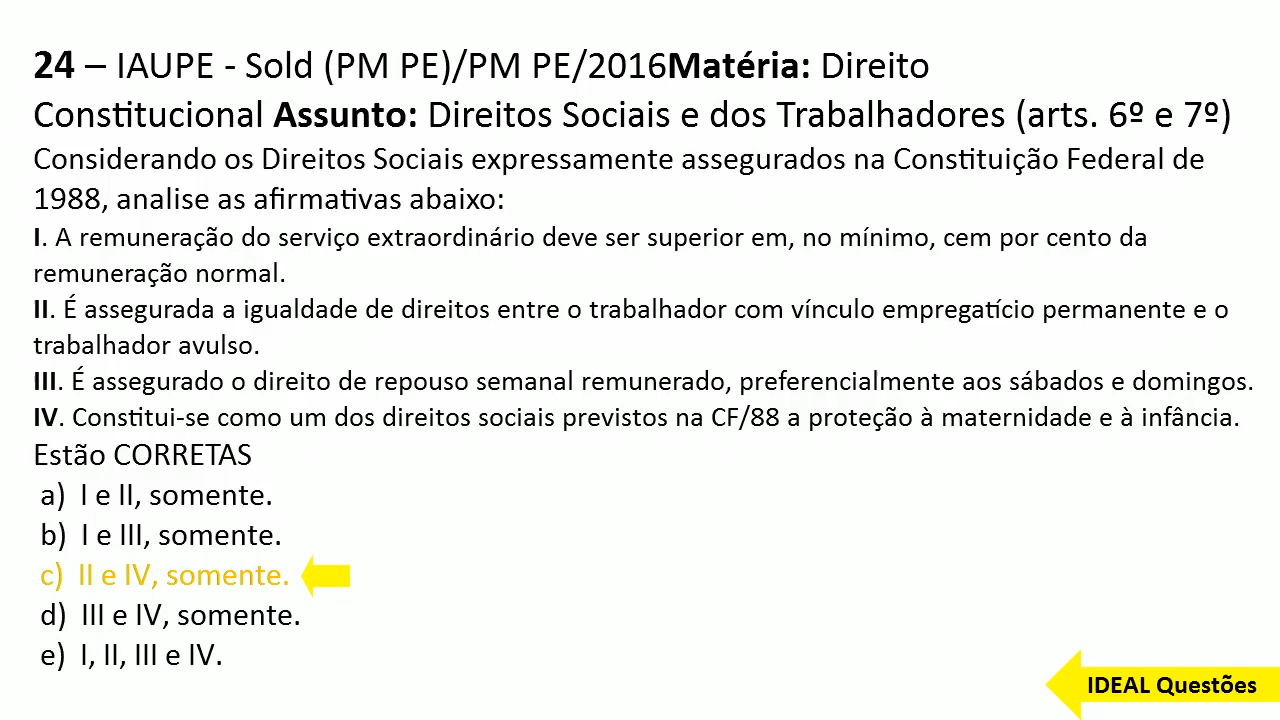 24 – IAUPE - Sold (PM PE)/PM PE/2016Matéria: Direito
Constitucional Assunto: Direitos Sociais e dos Trabalhadores (arts. 6º e 7º)
Considerando os Direitos Sociais expressamente assegurados na Constituição Federal de
1988, analise as afirmativas abaixo:
I. A remuneração do serviço extraordinário deve ser superior em, no mínimo, cem por cento da
remuneração normal.
II. É assegurada a igualdade de direitos entre o trabalhador com vínculo empregatício permanente e o
trabalhador avulso.
III. É assegurado o direito de repouso semanal remunerado, preferencialmente aos sábados e domingos.
IV. Constitui-se como um dos direitos sociais previstos na CF/88 a proteção à maternidade e à infância.
Estão CORRETAS
a) I e II, somente.
b) I e III, somente.
c) II e IV, somente.
d) III e IV, somente.
e) I, II, III e IV.
IDEAL Questões